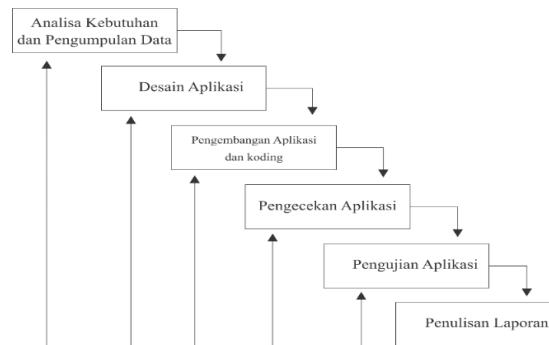 Analisa Kebutuhan
dan Pengumpulan Data
Desain Aplikasi
Pengembangan Aplikasi
dan koding
Pengecekan Aplikasi
Pengujian Aplikasi
Penulisan Laporan